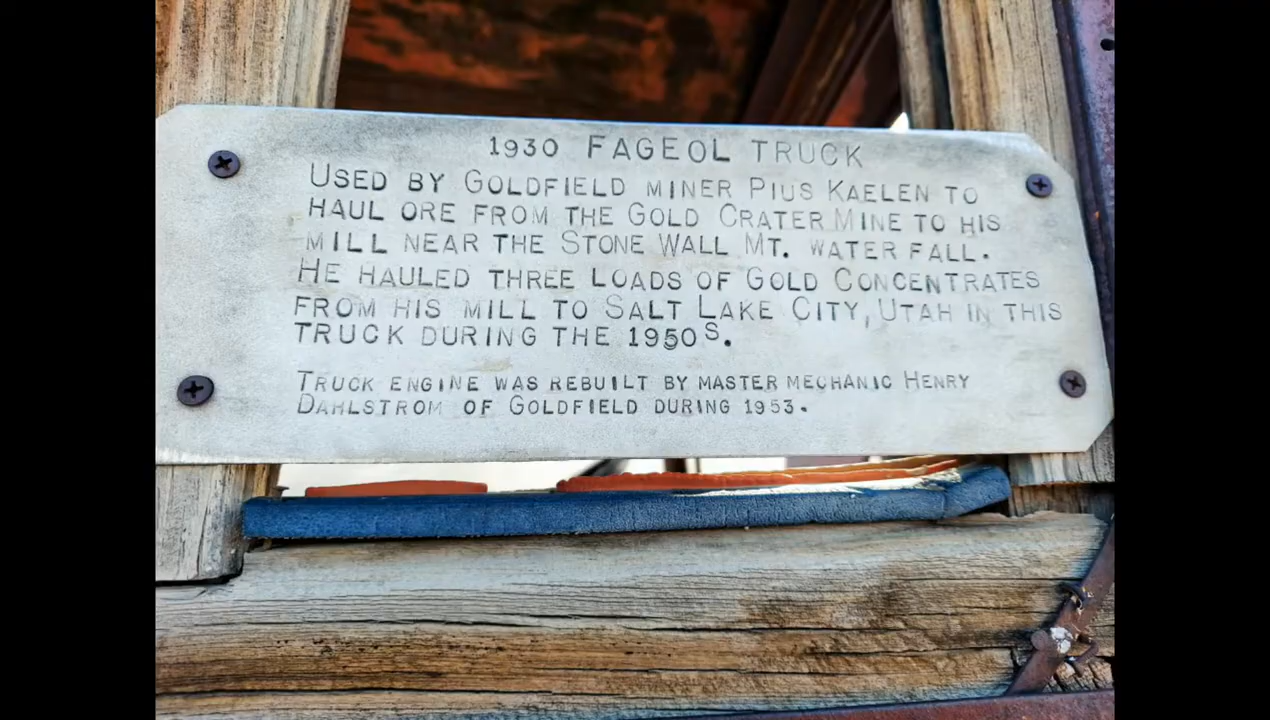 1930 FAGEOL TRUCK
USED BY GOLDFIELD MINER PIUS KAELEN TO
HAUL ORE FROM THE GOLD CRATER MINE TO HIS
MILL NEAR THE STONE WALL MT. WATER FALL.
HE HAULED THREE LOADS OF GOLD CONCENTRATES
FROM HIS MILL TO SALT LAKE CITY, UTAH IN THIS
TRUCK DURING THE 1950S.
TRUCK ENGINE WAS REBUILT BY MASTER MECHANIC HENRY
DAHLSTROM OF GOLDFIELD DURING 1953.